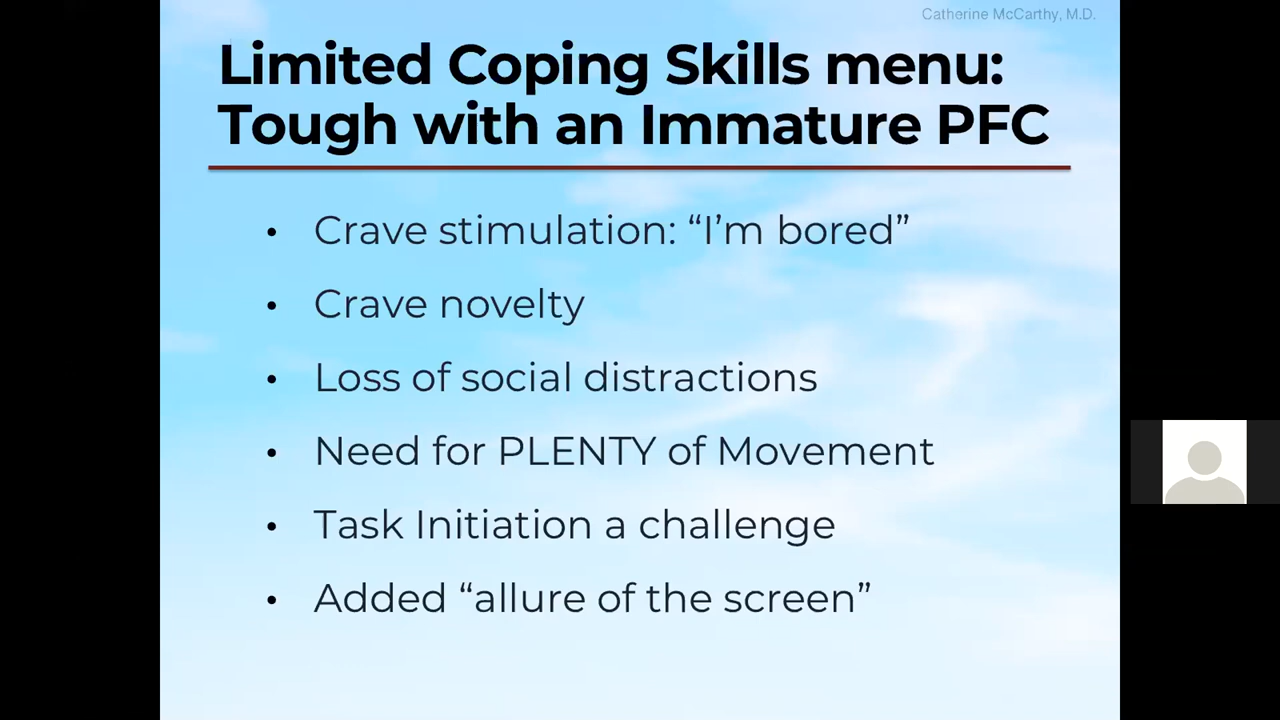 Catherine McCarthy, M.D.
Limited Coping Skills menu:
Tough with an Immature PFC
• Crave stimulation: “I’m bored”
• Crave novelty
• Loss of social distractions
• Need for PLENTY of Movement
• Task Initiation a challenge
• Added “allure of the screen”